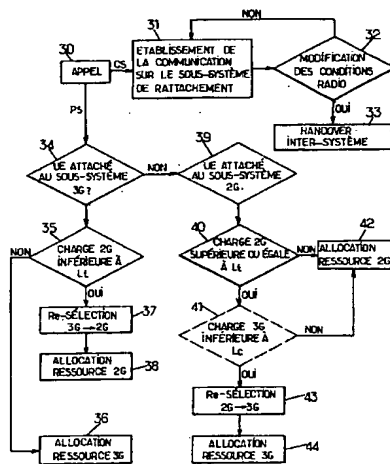 30
APPEL
CS
PS
31
ETABLISSEMENT DE
LA COMMUNICATION
SUR LE SOUS-SYSTÈME
DE RATTACHEMENT
NON
32
MODIFICATION
DES CONDITIONS
RADIO
OUI
33
HANDOVER
INTER-SYSTÈME
34
UE ATTACHÉ
AU SOUS-SYSTÈME
3G?
NON
39
UE ATTACHÉ
AU SOUS-SYSTÈME
2G.
35
CHARGE 2G
INFÉRIEURE À
Lt
NON
OUI
40
CHARGE 2G
SUPÉRIEURE OU ÉGALE
À Lt
NON
OUI
42
ALLOCATION
RESSOURCE 2G
37
Re-SÉLECTION
3G→2G
41
CHARGE 3G
INFÉRIEURE À
Lc
NON
OUI
ALLOCATION
RESSOURCE 2G
38
43
Re-SÉLECTION
2G→3G
36
ALLOCATION
RESSOURCE 3G
ALLOCATION
RESSOURCE 3G
44